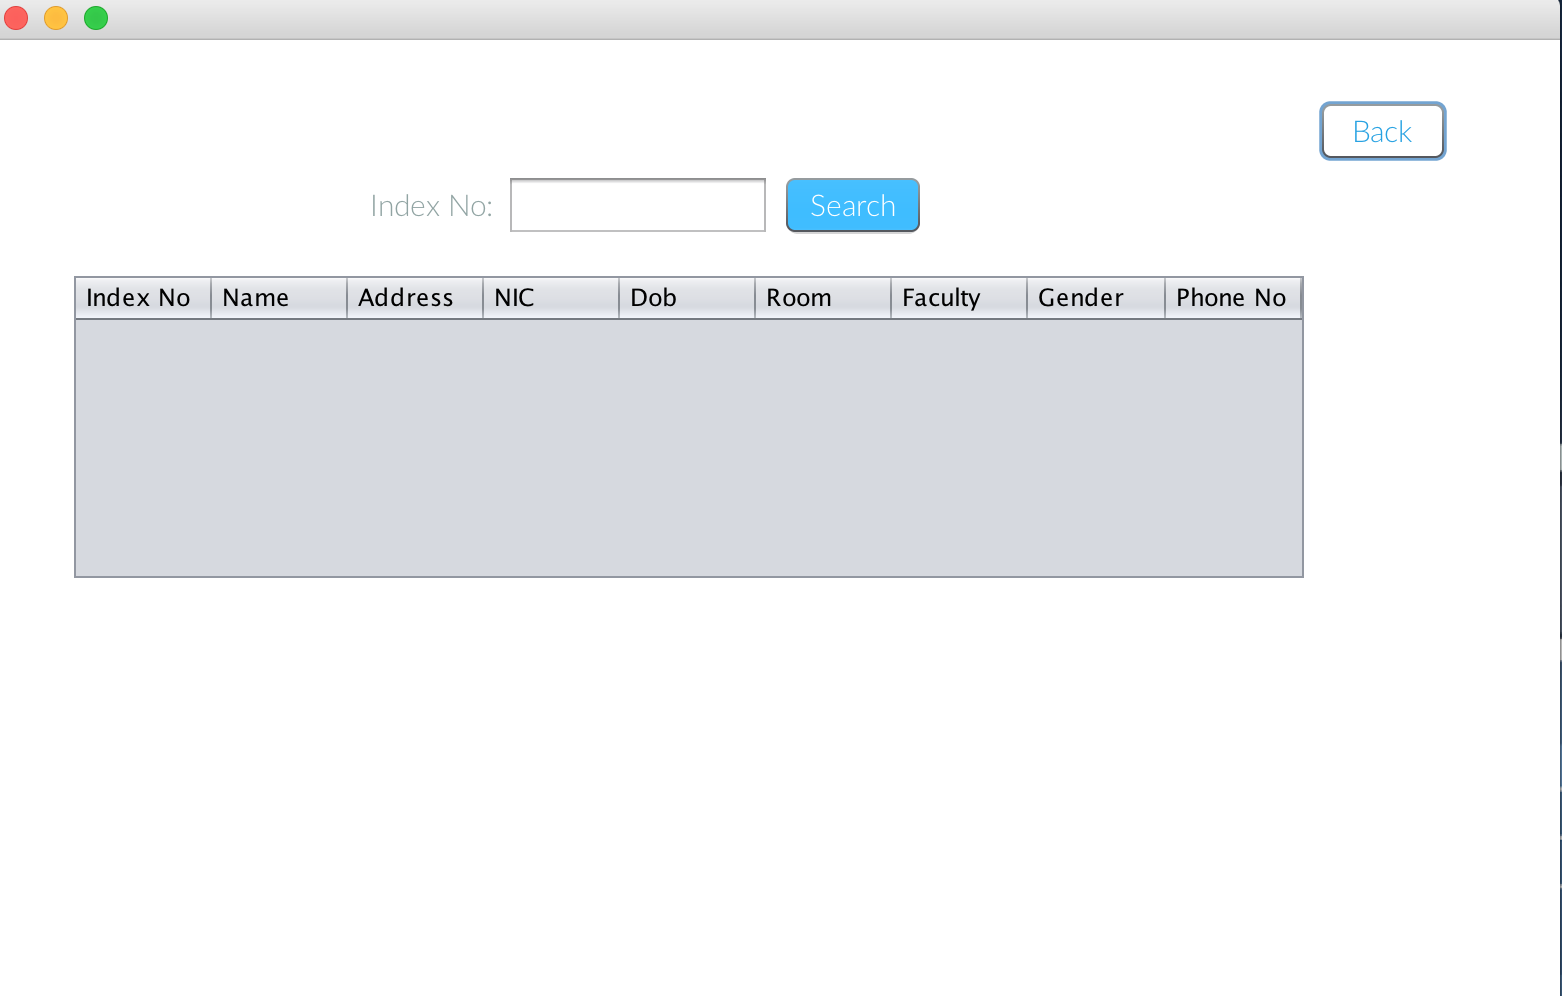 Back
Index No:
Search
Index No Name Address NIC Dob Room Faculty Gender Phone No